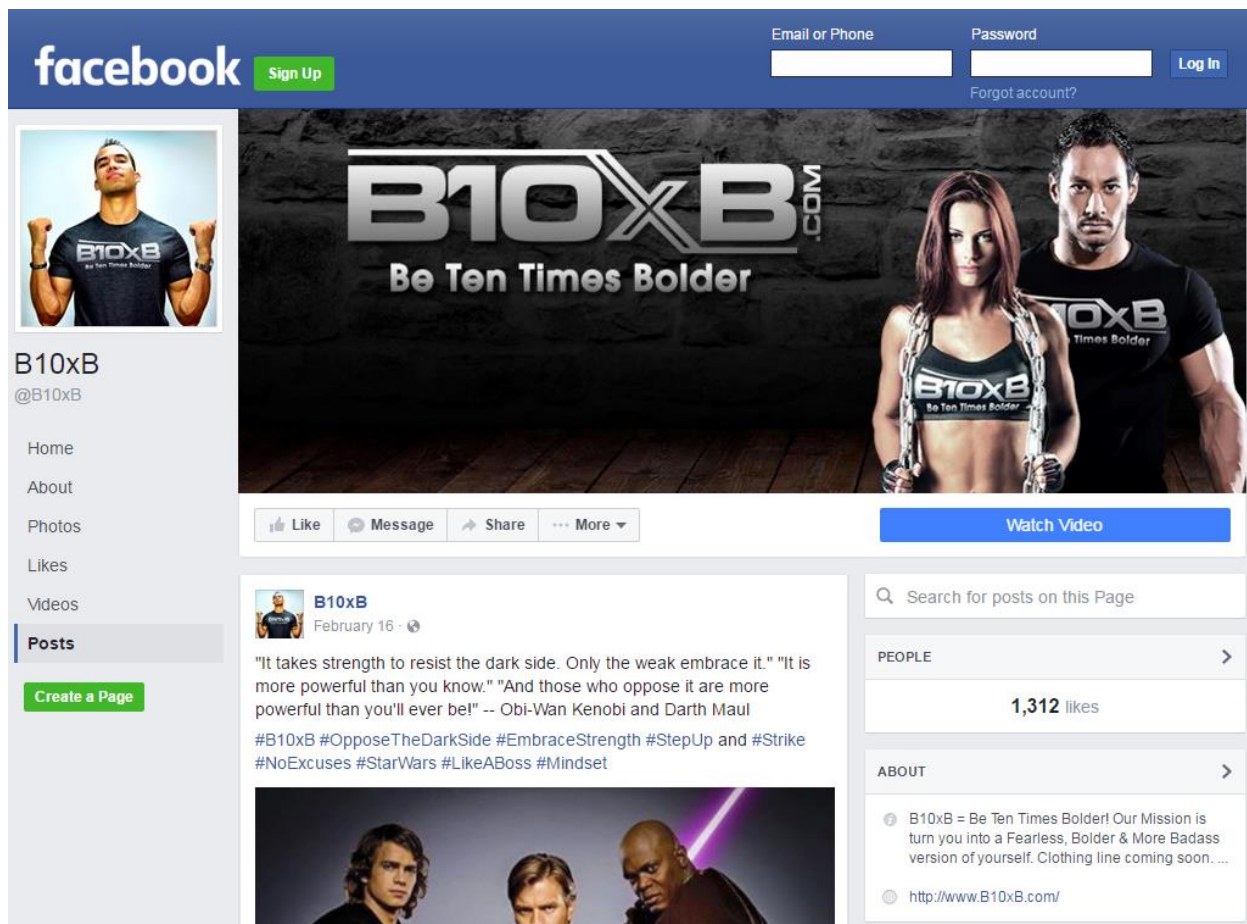 facebook
Sign Up
Email or Phone
Password
Log In
Forgot account?
B10xB
Be Ten Times Bolder
B10xB
@B10xB
Home
About
Photos
Likes
Videos
Posts
Create a Page
B10XB.COM
Be Ten Times Bolder
B10XB
Be Ten Times Bolder
10XB
Times Bolder
Like
Message
Share
More
Watch Video
B10xB
February 16 ·
"It takes strength to resist the dark side. Only the weak embrace it." "It is
more powerful than you know." "And those who oppose it are more
powerful than you'll ever be!" -- Obi-Wan Kenobi and Darth Maul
#B10xB #OpposeTheDarkSide #EmbraceStrength #StepUp and #Strike
#NoExcuses #StarWars #LikeABoss #Mindset
Search for posts on this Page
PEOPLE
1,312 likes
ABOUT
B10xB = Be Ten Times Bolder! Our Mission is
turn you into a Fearless, Bolder & More Badass
version of yourself. Clothing line coming soon. ...
http://www.B10xB.com/